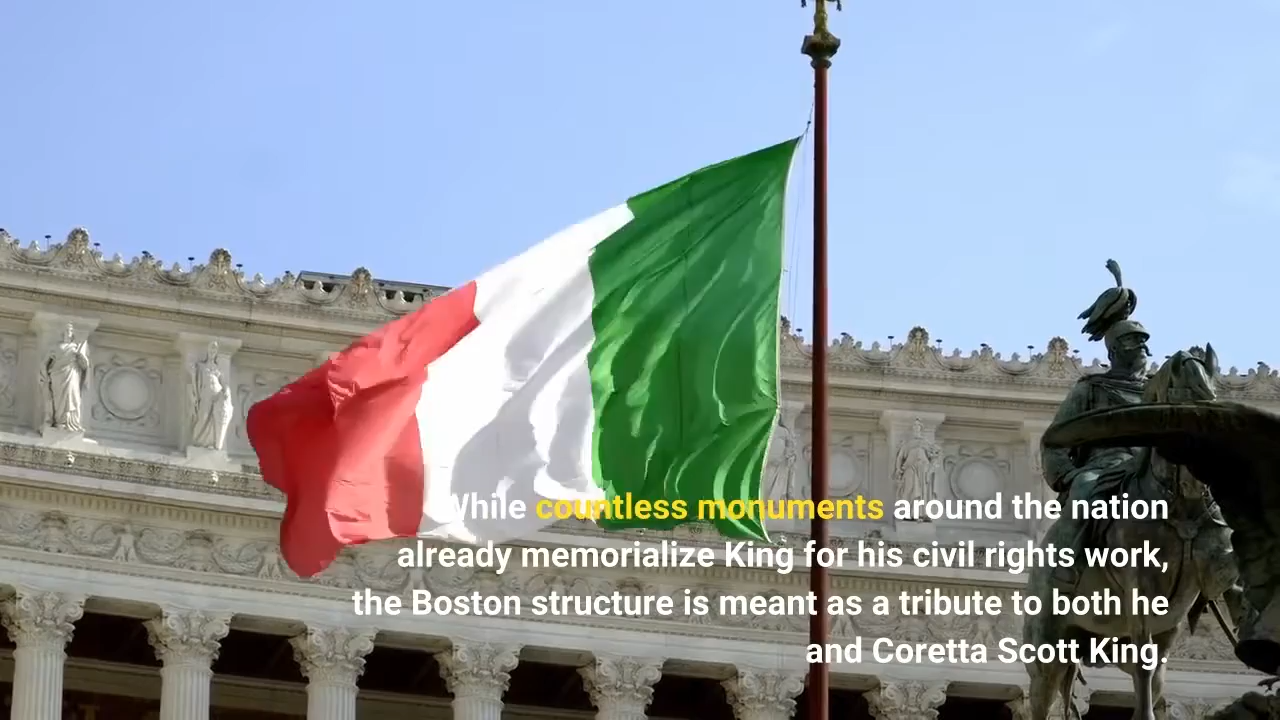 While countless monuments around the nation
already memorialize King for his civil rights work,
the Boston structure is meant as a tribute to both he
and Coretta Scott King.